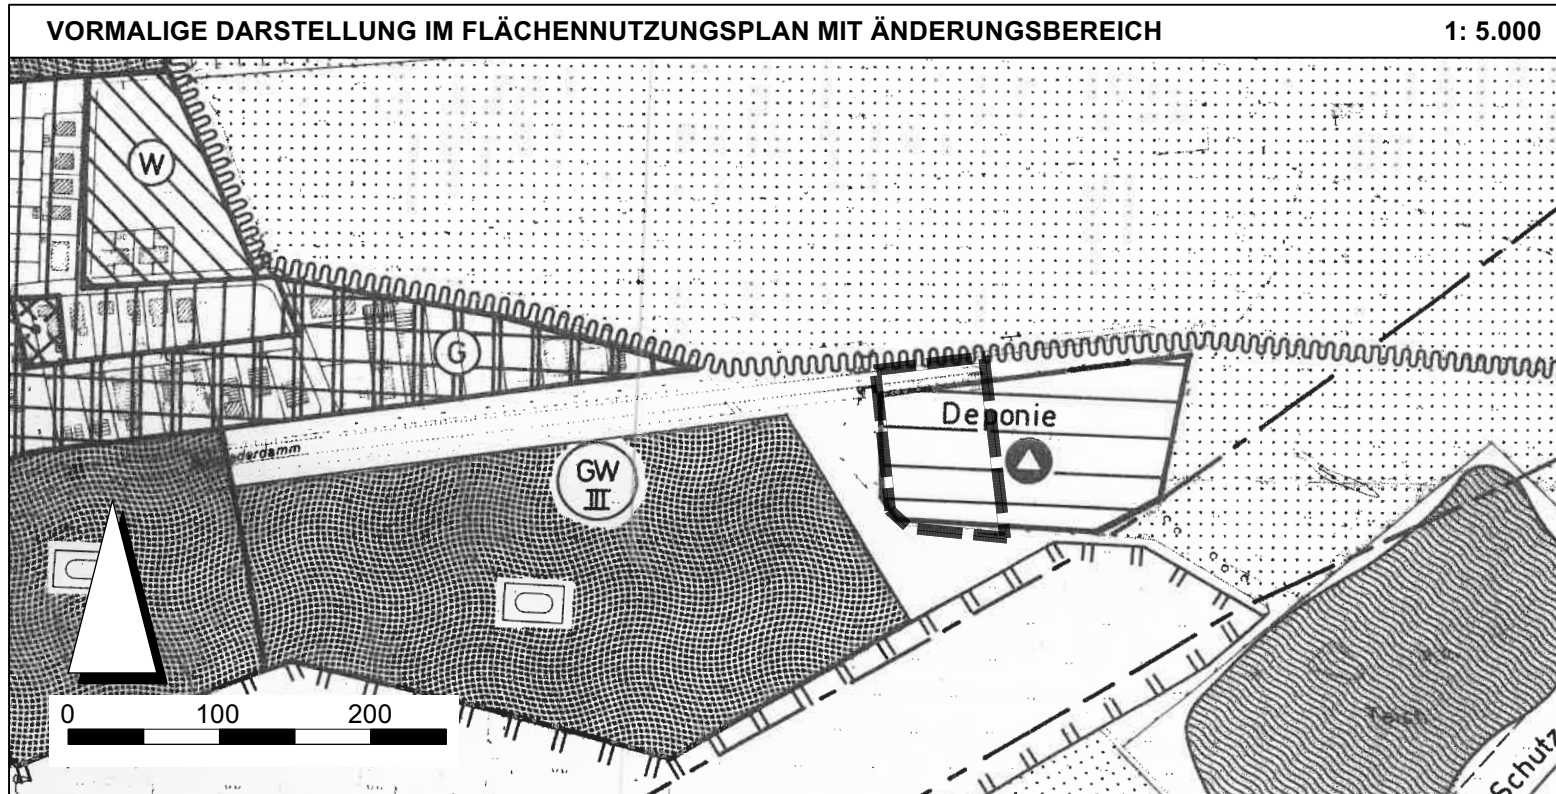 VORMALIGE DARSTELLUNG IM FLÄCHENNUTZUNGSPLAN MIT ÄNDERUNGSBEREICH 1: 5.000
W
G
Deponie
GW
III
0 100 200
Teich
Schutz